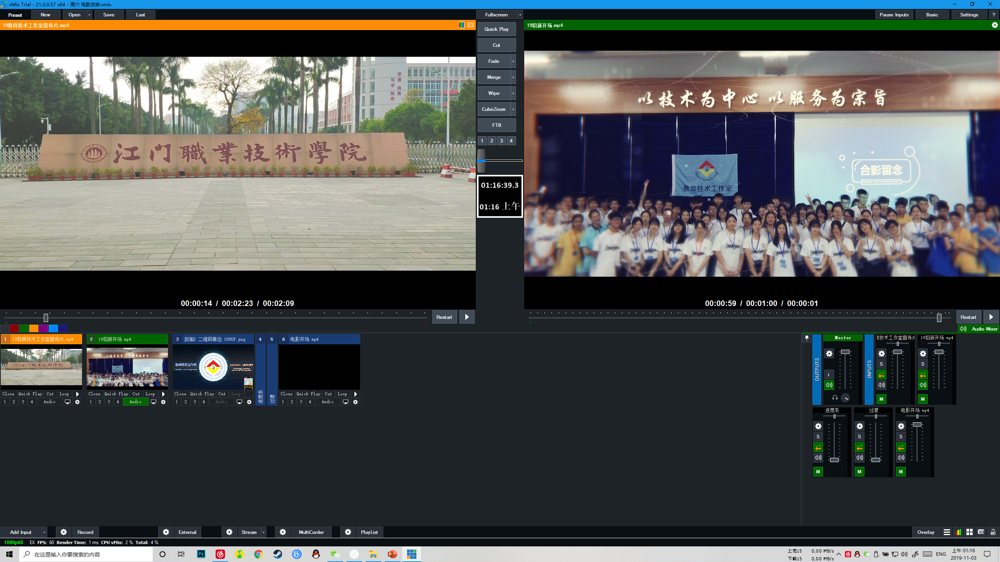 vMix Trial - 21.0.0.57 x64 - 周六 电影放映.vmix
Preset New Open Save Last Fullscreen Pause Inputs Basic Settings ?
19教育技术工作室宣传片.mp4
19招新开场.mp4
Quick Play
Cut
Fade
Merge
Wipe
CubeZoom
FTB
1 2 3 4
01:16:39.3
01:16 上午
厚德 尚能
笃学 致用
江门職業技術學院
以技术为中心 以服务为宗旨
教育技术工作室
合影留念
THANK YOU FOR WATCHING
00:00:14 / 00:02:23 / 00:02:09
00:00:59 / 00:01:00 / 00:00:01
Restart
Restart
Audio Mixer
1 19教育技术工作室宣传片.mp4
2 19招新开场.mp4
3 封面2 二维码靠边 1080P.png
4 进度条
5 过渡
6 电影开场.mp4
Close Quick Play Cut Loop
1 2 3 4 Audio
Close Quick Play Cut Loop
1 2 3 4 Audio
Close Quick Play Cut Loop
1 2 3 4 Audio
Close Quick Play Cut Loop
1 2 3 4 Audio
OUTPUTS
Master
i
INPUTS
育技术工作室宣传片
S
M
19招新开场.mp4
S
M
进度条
S
M
过渡
S
M
电影开场.mp4
S
M
Add Input Record External Stream MultiCorder PlayList Overlay
1080p60 EX FPS: 60 Render Time: 1 ms CPU vMix: 2 % Total: 4 %
在这里输入你要搜索的内容
Ps
上传15 0,00 MB/s
下载15 0,00 MB/s
ENG
上午 01:16
2019-11-03